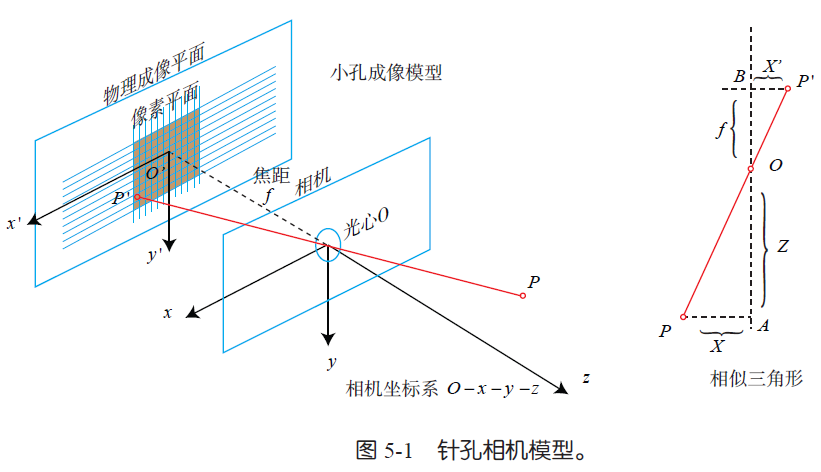 物理成像平面
像素平面
小孔成像模型
O'
P'
x'
y'
焦距
f
相机
光心O
P
x
y
z
相机坐标系 O-x-y-z
B
X'
P'
f
O
Z
P
X
A
相似三角形
图 5-1 针孔相机模型。